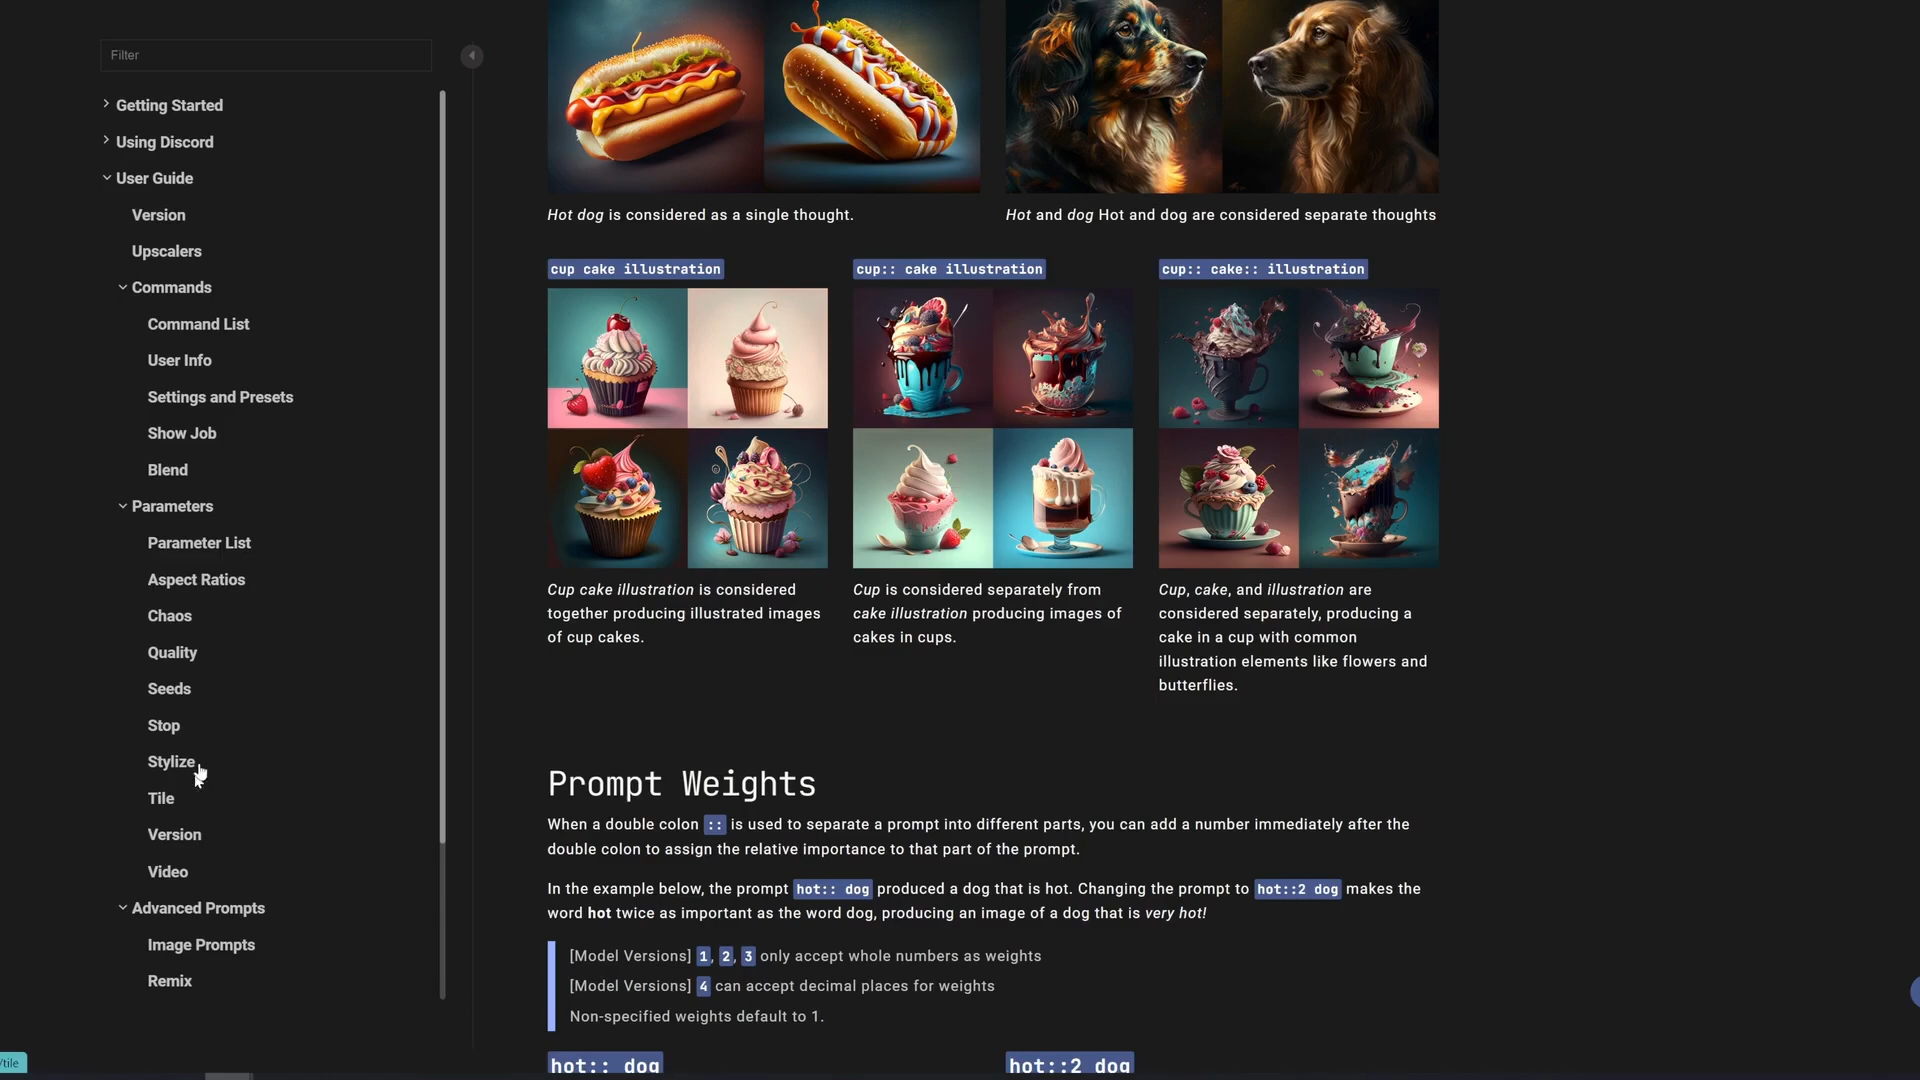 Filter
Getting Started
Using Discord
User Guide
Version
Upscalers
Commands
Command List
User Info
Settings and Presets
Show Job
Blend
Parameters
Parameter List
Aspect Ratios
Chaos
Quality
Seeds
Stop
Stylize
Tile
Version
Video
Advanced Prompts
Image Prompts
Remix
/tile
Hot dog is considered as a single thought.
Hot and dog Hot and dog are considered separate thoughts
cup cake illustration
cup:: cake illustration
cup:: cake:: illustration
Cup cake illustration is considered
together producing illustrated images
of cup cakes.
Cup is considered separately from
cake illustration producing images of
cakes in cups.
Cup, cake, and illustration are
considered separately, producing a
cake in a cup with common
illustration elements like flowers and
butterflies.
Prompt Weights
When a double colon :: is used to separate a prompt into different parts, you can add a number immediately after the
double colon to assign the relative importance to that part of the prompt.
In the example below, the prompt hot:: dog produced a dog that is hot. Changing the prompt to hot::2 dog makes the
word hot twice as important as the word dog, producing an image of a dog that is very hot!
[Model Versions] 1, 2, 3 only accept whole numbers as weights
[Model Versions] 4 can accept decimal places for weights
Non-specified weights default to 1.
hot:: dog
hot::2 dog